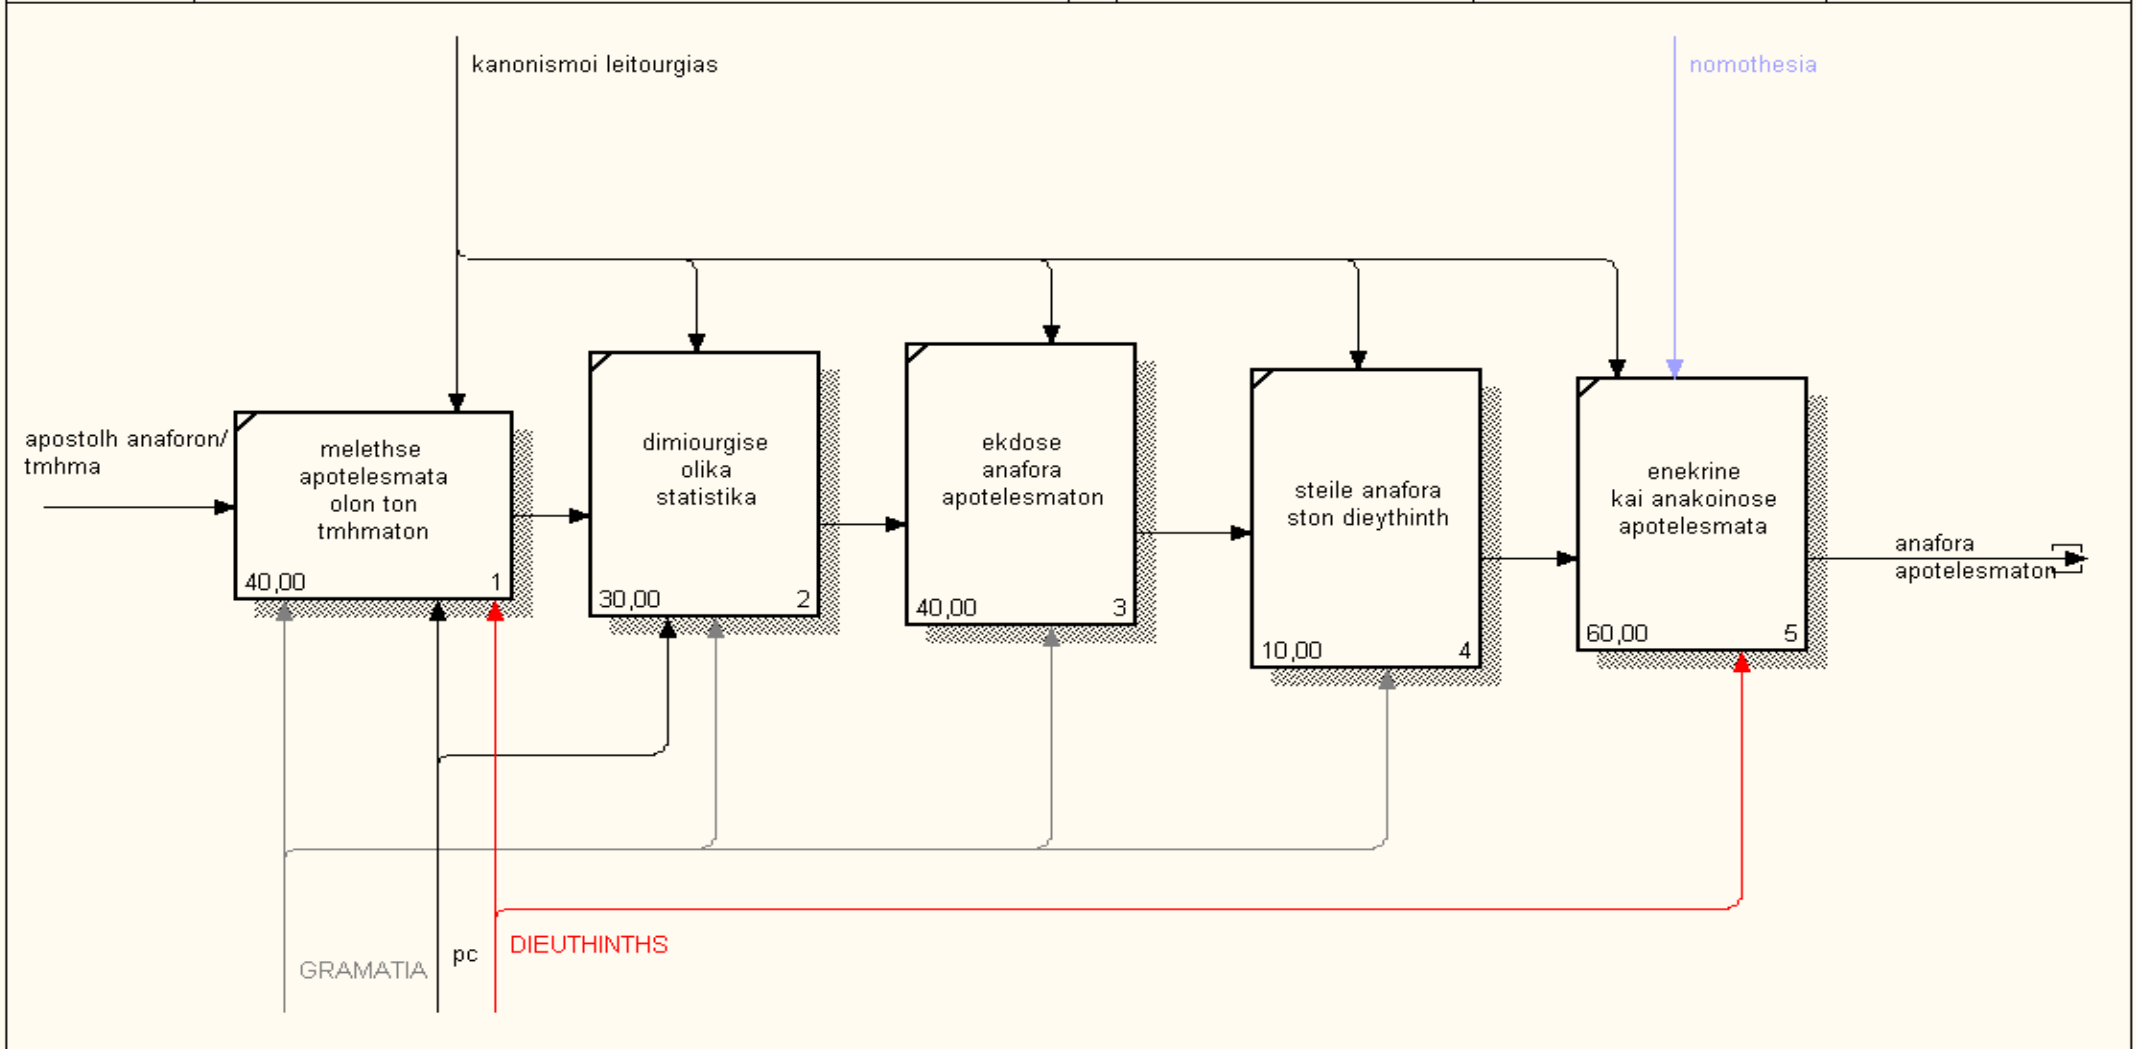 kanonismoi leitourgias
nomothesia
apostolh anaforon/
tmhma
melethse
apotelesmata
olon ton
tmhmaton
40,00
1
dimiourgise
olika
statistika
30,00
2
ekdose
anafora
apotelesmaton
40,00
3
steile anafora
ston dieythinth
10,00
4
enekrine
kai anakoinose
apotelesmata
60,00
5
anafora
apotelesmaton
GRAMATIA
pc
DIEUTHINTHS